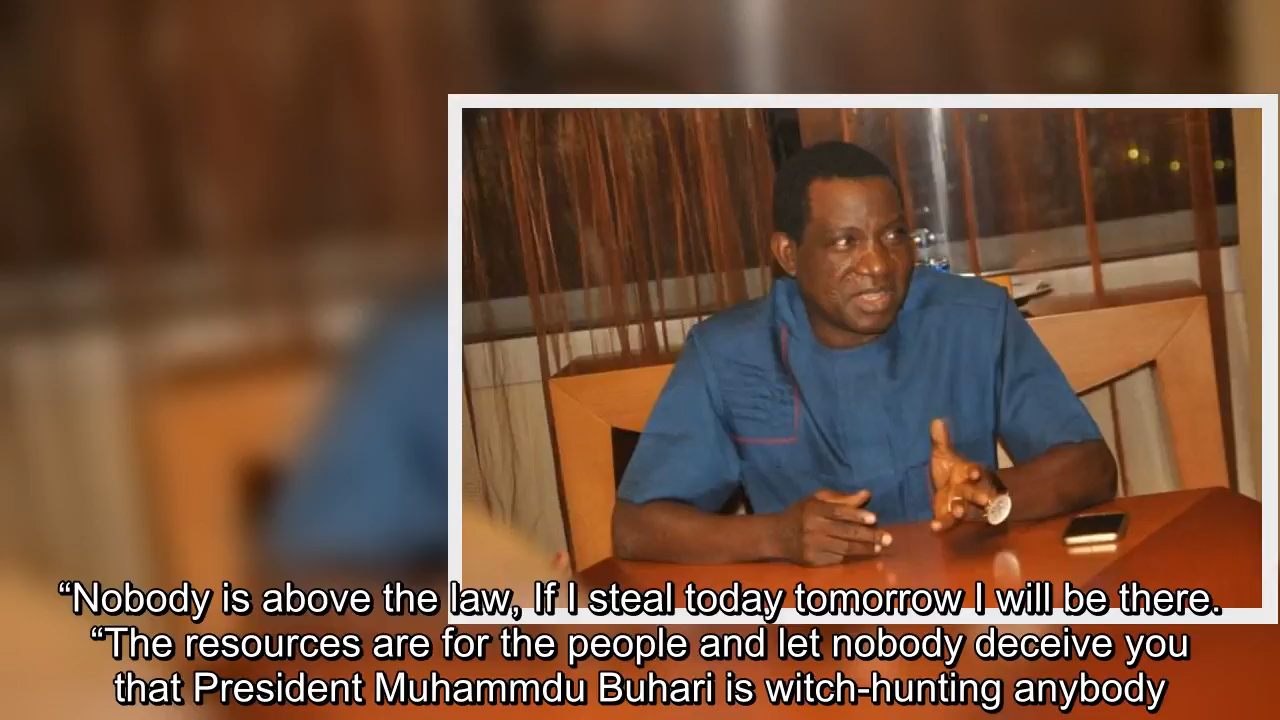 “Nobody is above the law, If I steal today tomorrow I will be there.
“The resources are for the people and let nobody deceive you
that President Muhammdu Buhari is witch-hunting anybody